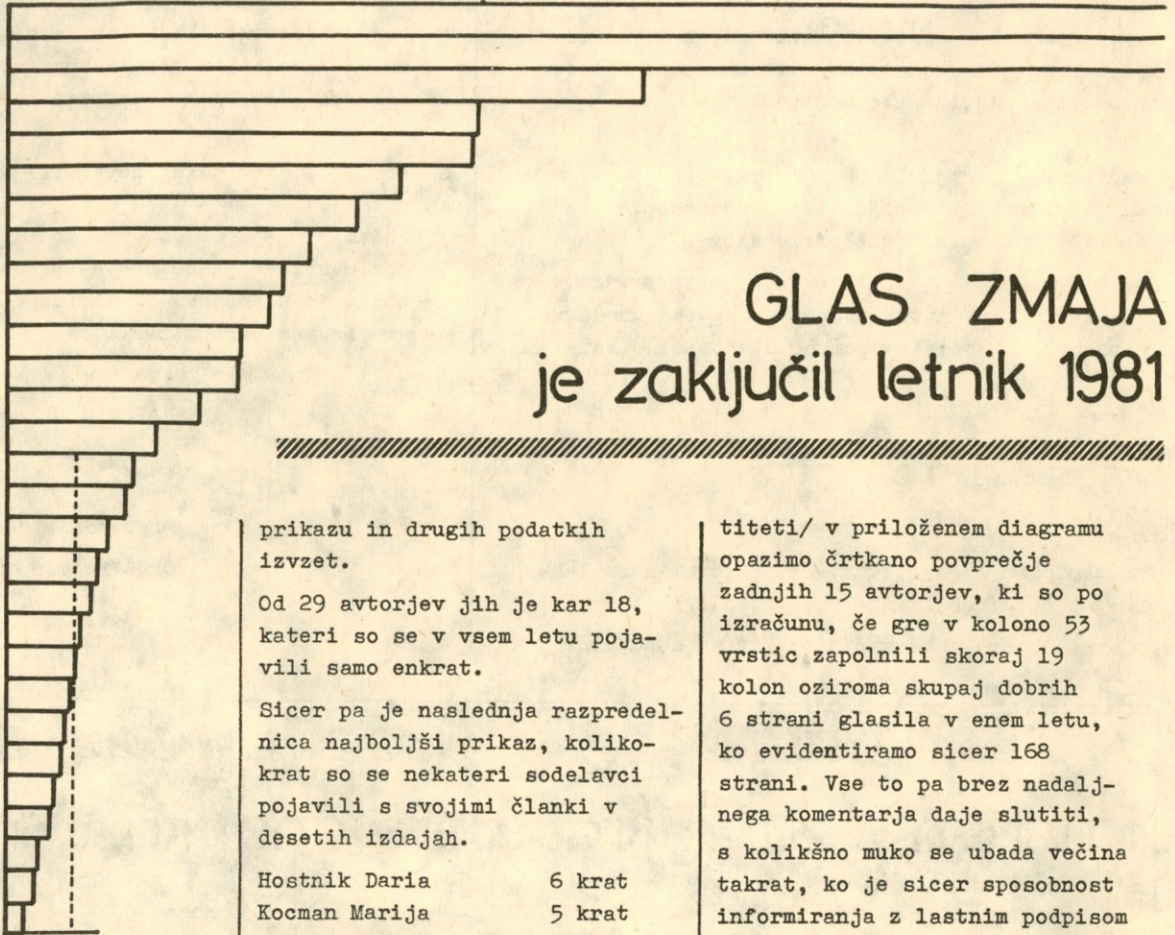 GLAS ZMAJA
je zaključil letnik 1981
prikazu in drugih podatkih
izvzet.
Od 29 avtorjev jih je kar 18,
kateri so se v vsem letu poja-
vili samo enkrat.
Sicer pa je naslednja razpredel-
nica najboljši prikaz, koliko-
krat so se nekateri sodelavci
pojavili s svojimi članki v
desetih izdajah.
Hostnik Daria 6 krat
Kocman Marija 5 krat
titeti/ v priloženem diagramu
opazimo črtkano povprečje
zadnjih 15 avtorjev, ki so po
izračunu, če gre v kolono 53
vrstic zapolnili skoraj 19
kolon oziroma skupaj dobrih
6 strani glasila v enem letu,
ko evidentiramo sicer 168
strani. Vse to pa brez nadalj-
nega komentarja daje slutiti,
s kolikšno muko se ubada večina
takrat, ko je sicer sposobnost
informiranja z lastnim podpisom